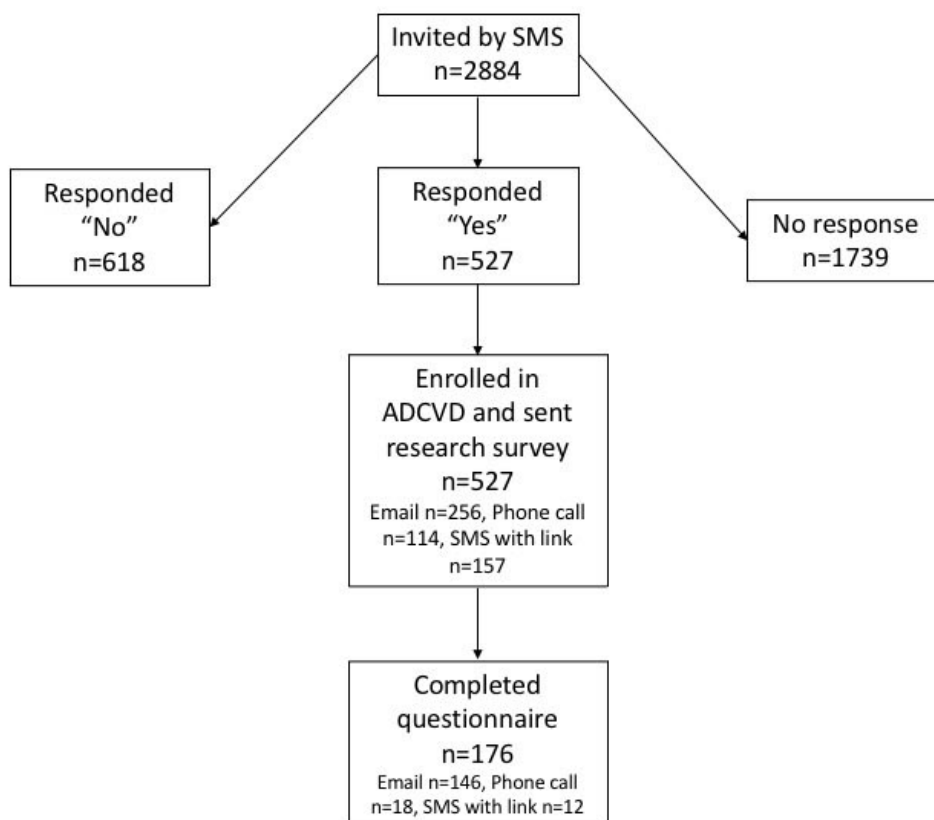 Invited by SMS
n=2884
Responded
“No”
n=618
Responded
“Yes”
n=527
No response
n=1739
Enrolled in
ADCVD and sent
research survey
n=527
Email n=256, Phone call
n=114, SMS with link
n=157
Completed
questionnaire
n=176
Email n=146, Phone call
n=18, SMS with link n=12